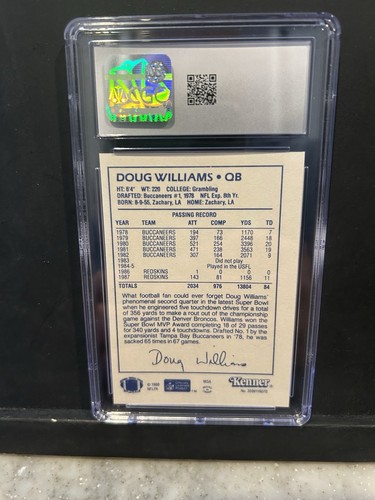 DOUG WILLIAMS • QB
HT: 6'4" WT: 220 COLLEGE: Grambling
DRAFTED: Buccaneers #1, 1978 NFL Exp. 8th Yr.
BORN: 8-9-55, Zachary, LA HOME: Zachary, LA
PASSING RECORD
YEAR TEAM ATT COMP YDS TD
1978 BUCCANEERS 194 73 1170 7
1979 BUCCANEERS 397 166 2448 18
1980 BUCCANEERS 521 254 3396 20
1981 BUCCANEERS 471 238 3563 19
1982 BUCCANEERS 307 164 2071 9
1983 Did not play
1984-5 Played in the USFL
1986 REDSKINS 1 0 0 0
1987 REDSKINS 143 81 1156 11
TOTALS 2034 976 13804 84
What football fan could ever forget Doug Williams'
phenomenal second quarter in the latest Super Bowl
when he engineered five touchdown drives for a total of
356 yards to make a rout out of the championship
game against the Denver Broncos. Williams won the
Super Bowl MVP Award completing 18 of 29 passes
for 340 yards and 4 touchdowns. Drafted No. 1 by the
expansionist Tampa Bay Buccaneers in '78, he was
sacked 65 times in 67 games.
Doug Williams
© 1988
NFLPA
Kenner